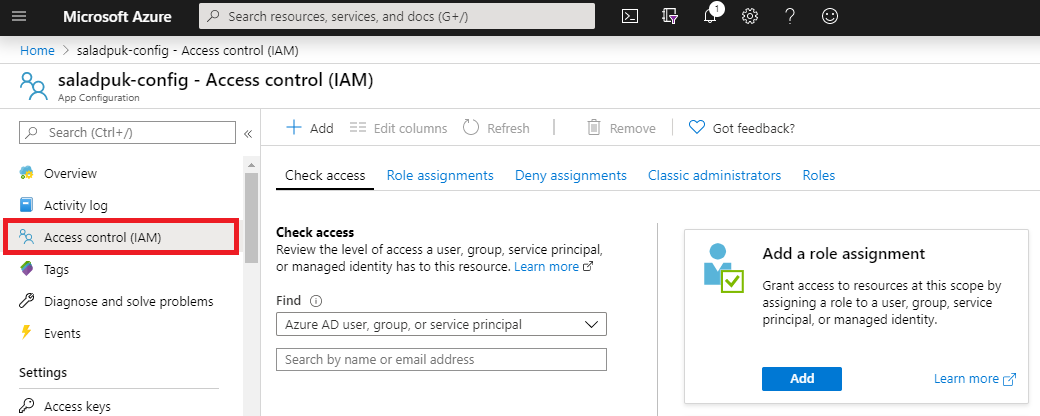 Microsoft Azure
Search resources, services, and docs (G+/)
1
Home > saladpuk-config - Access control (IAM)
saladpuk-config - Access control (IAM)
App Configuration
Search (Ctrl+/)
«
Overview
Activity log
Access control (IAM)
Tags
Diagnose and solve problems
Events
Settings
Access keys
Add
Edit columns
Refresh
Remove
Got feedback?
Check access
Role assignments
Deny assignments
Classic administrators
Roles
Check access
Review the level of access a user, group, service principal,
or managed identity has to this resource. Learn more
Find
Azure AD user, group, or service principal
Search by name or email address
Add a role assignment
Grant access to resources at this scope by
assigning a role to a user, group, service
principal, or managed identity.
Add
Learn more